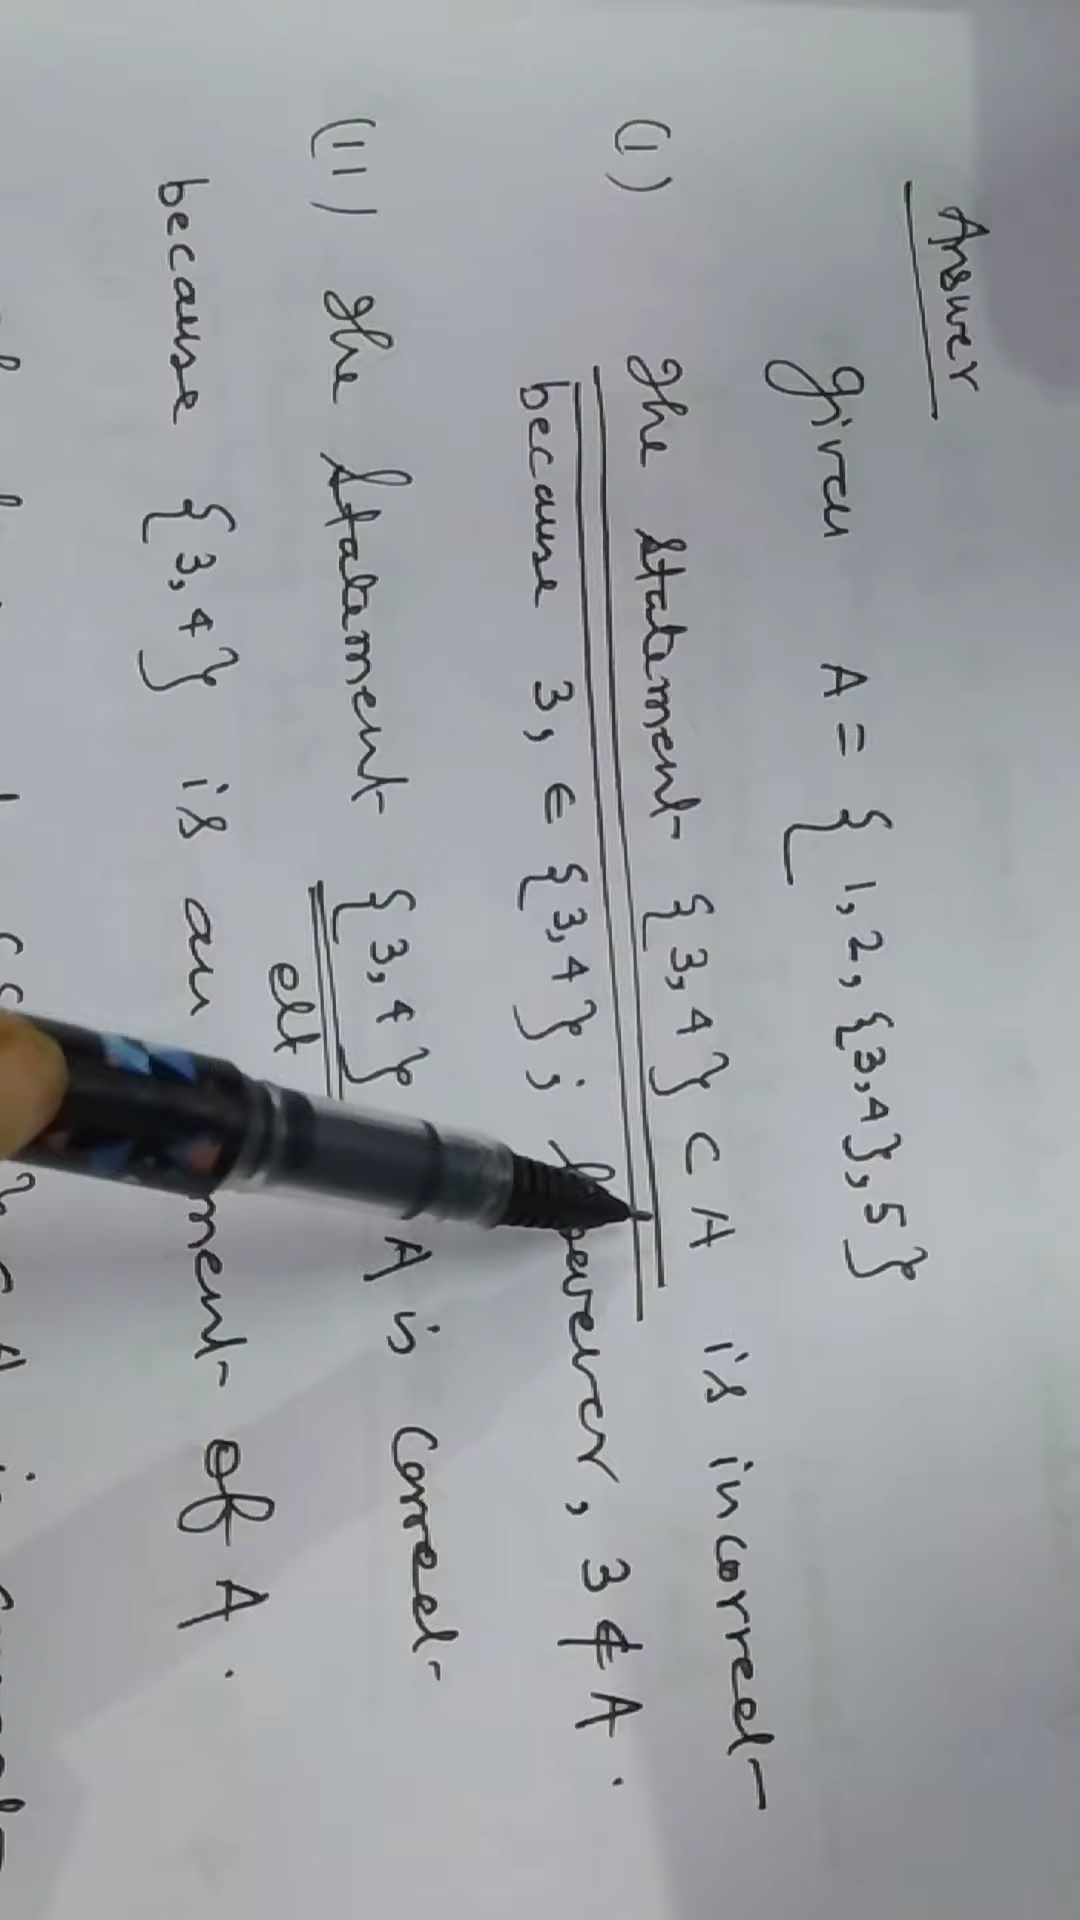 Answer
Given A = { 1, 2, {3, 4}, 5 }
(I) The statement {3, 4} ⊂ A is incorrect
because 3, ∈ {3, 4} ; however, 3 ∉ A .
(II) The statement {3, 4} A is correct
elt
because {3, 4} is an ment of A .